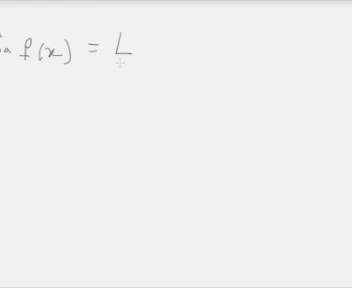 f(x) = L